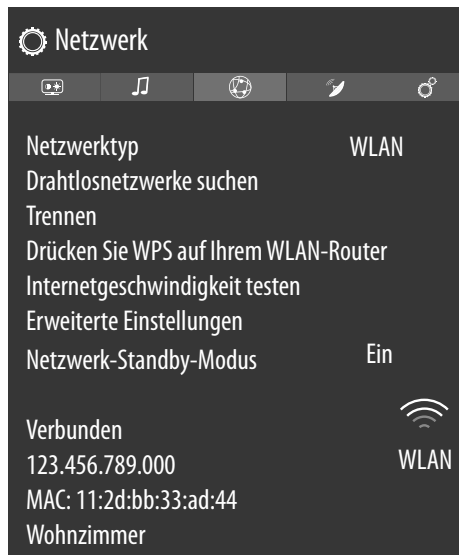 Netzwerk
Netzwerktyp WLAN
Drahtlosnetzwerke suchen
Trennen
Drücken Sie WPS auf Ihrem WLAN-Router
Internetgeschwindigkeit testen
Erweiterte Einstellungen
Netzwerk-Standby-Modus Ein
Verbunden
123.456.789.000 WLAN
MAC: 11:2d:bb:33:ad:44
Wohnzimmer